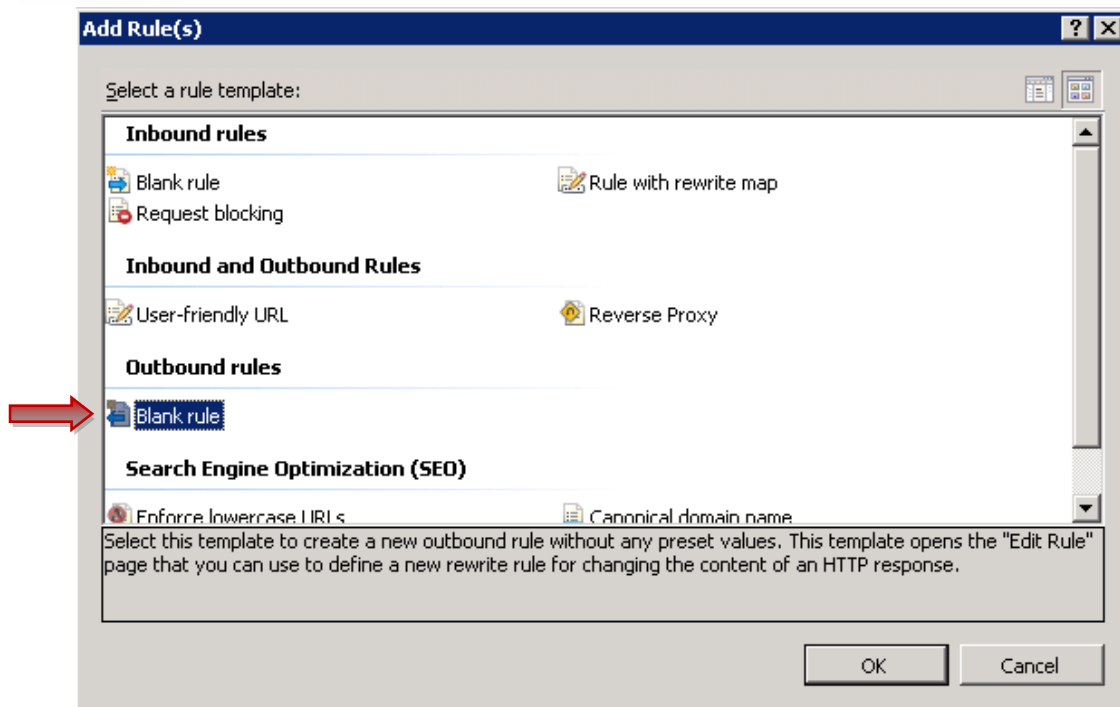 Add Rule(s)
Select a rule template:
Inbound rules
Blank rule
Rule with rewrite map
Request blocking
Inbound and Outbound Rules
User-friendly URL
Reverse Proxy
Outbound rules
Blank rule
Search Engine Optimization (SEO)
Enforce lowercase URLs
Canonical domain name
Select this template to create a new outbound rule without any preset values. This template opens the "Edit Rule"
page that you can use to define a new rewrite rule for changing the content of an HTTP response.
OK
Cancel